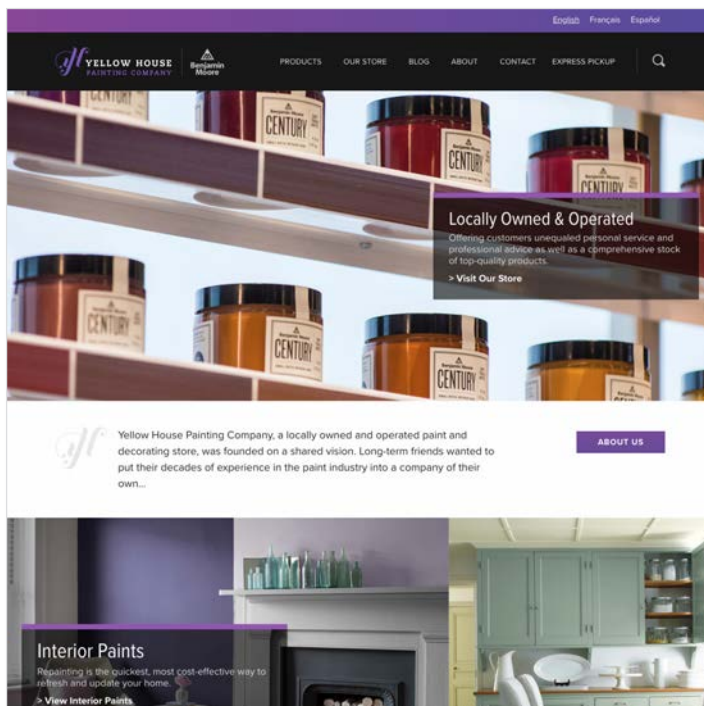 English Français Español
YELLOW HOUSE
PAINTING COMPANY
Benjamin
Moore
PRODUCTS OUR STORE BLOG ABOUT CONTACT EXPRESS PICKUP
CENTURY
CENTURY
CENTURY
Locally Owned & Operated
Offering customers unequaled personal service and
professional advice as well as a comprehensive stock
of top-quality products.
> Visit Our Store
CENTURY
CENTURY
CENTURY
Yellow House Painting Company, a locally owned and operated paint and
decorating store, was founded on a shared vision. Long-term friends wanted to
put their decades of experience in the paint industry into a company of their
own...
ABOUT US
Interior Paints
Repainting is the quickest, most cost-effective way to
refresh and update your home.
> View Interior Paints